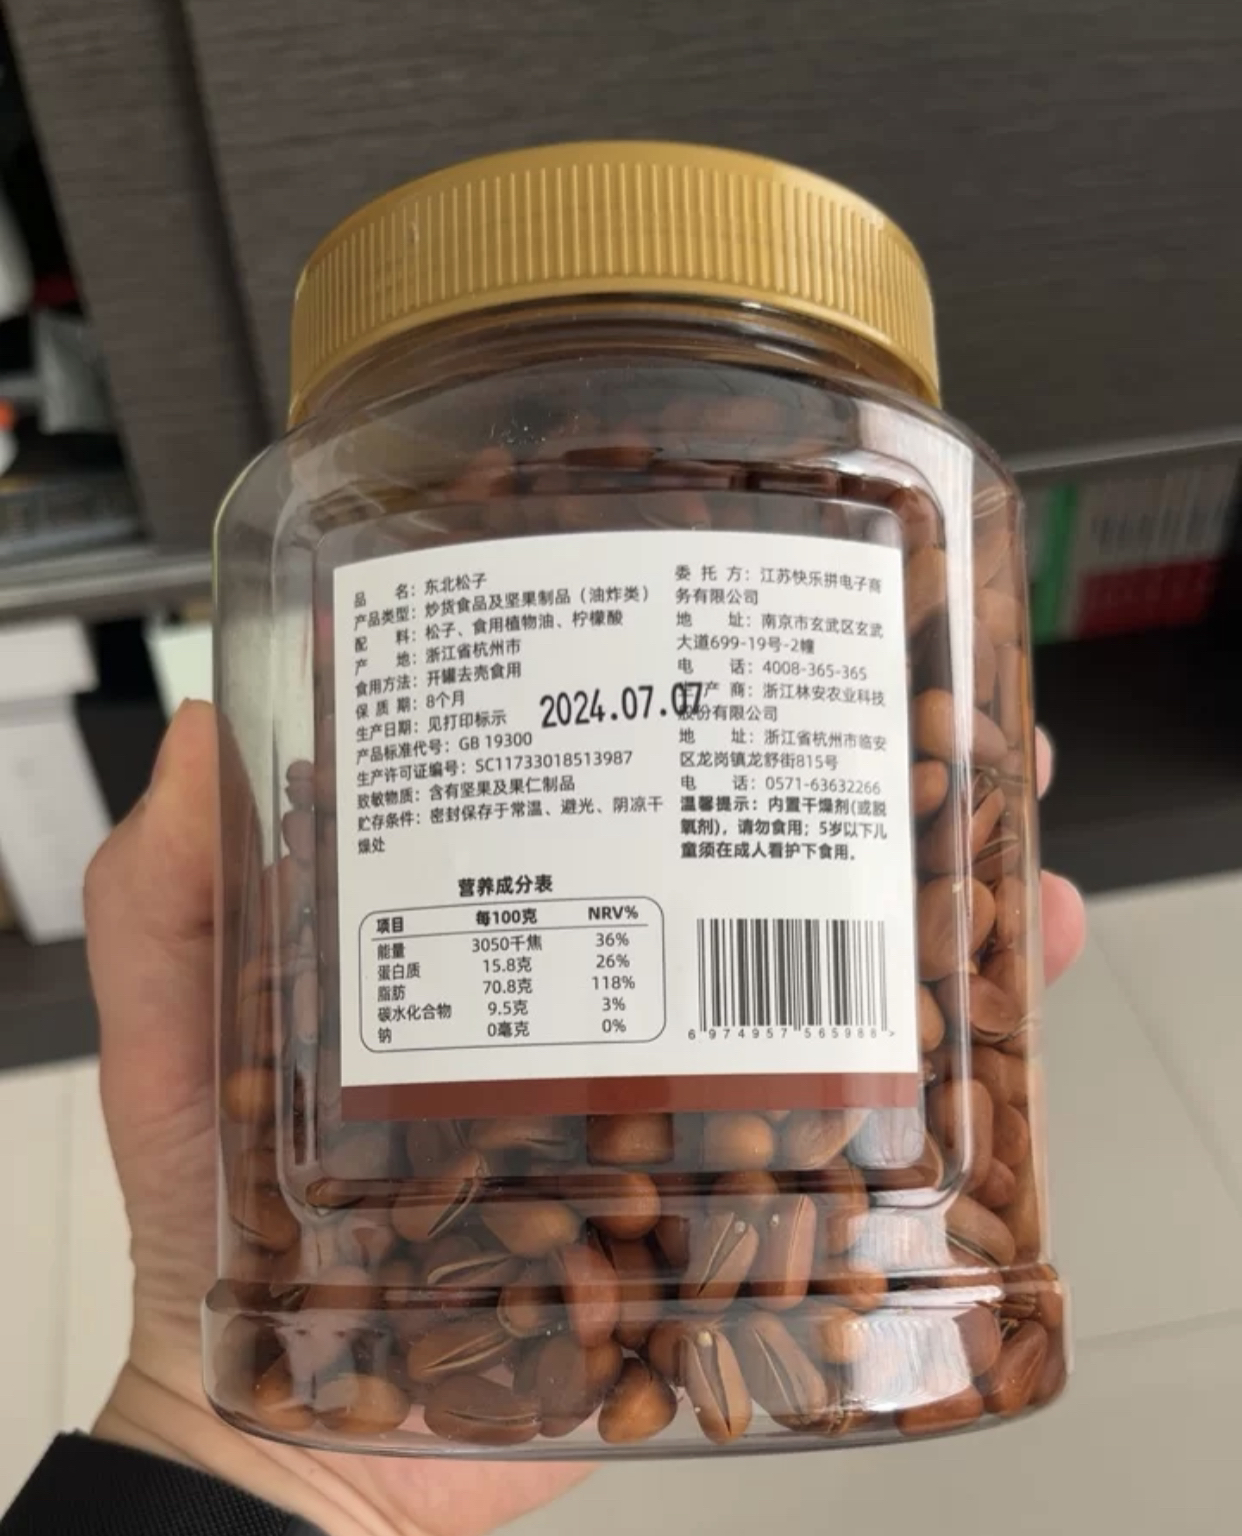 品名：东北松子
产品类型：炒货食品及坚果制品（油炸类）
配料：松子、食用植物油、柠檬酸
产地：浙江省杭州市
食用方法：开罐去壳食用
保质期：8个月
生产日期：见打印标示
2024.07.07
产品标准代号：GB 19300
生产许可证编号：SC11733018513987
致敏物质：含有坚果及果仁制品
贮存条件：密封保存于常温、避光、阴凉干
燥处
委托方：江苏快乐拼电子商
务有限公司
地址：南京市玄武区玄武
大道699-19号-2幢
电话：4008-365-365
生产商：浙江林安农业科技
股份有限公司
地址：浙江省杭州市临安
区龙岗镇龙舒街815号
电话：0571-63632266
温馨提示：内置干燥剂(或脱
氧剂)，请勿食用；5岁以下儿
童须在成人看护下食用。
营养成分表
项目 每100克 NRV%
能量 3050千焦 36%
蛋白质 15.8克 26%
脂肪 70.8克 118%
碳水化合物 9.5克 3%
钠 0毫克 0%
6 974957 565988 >